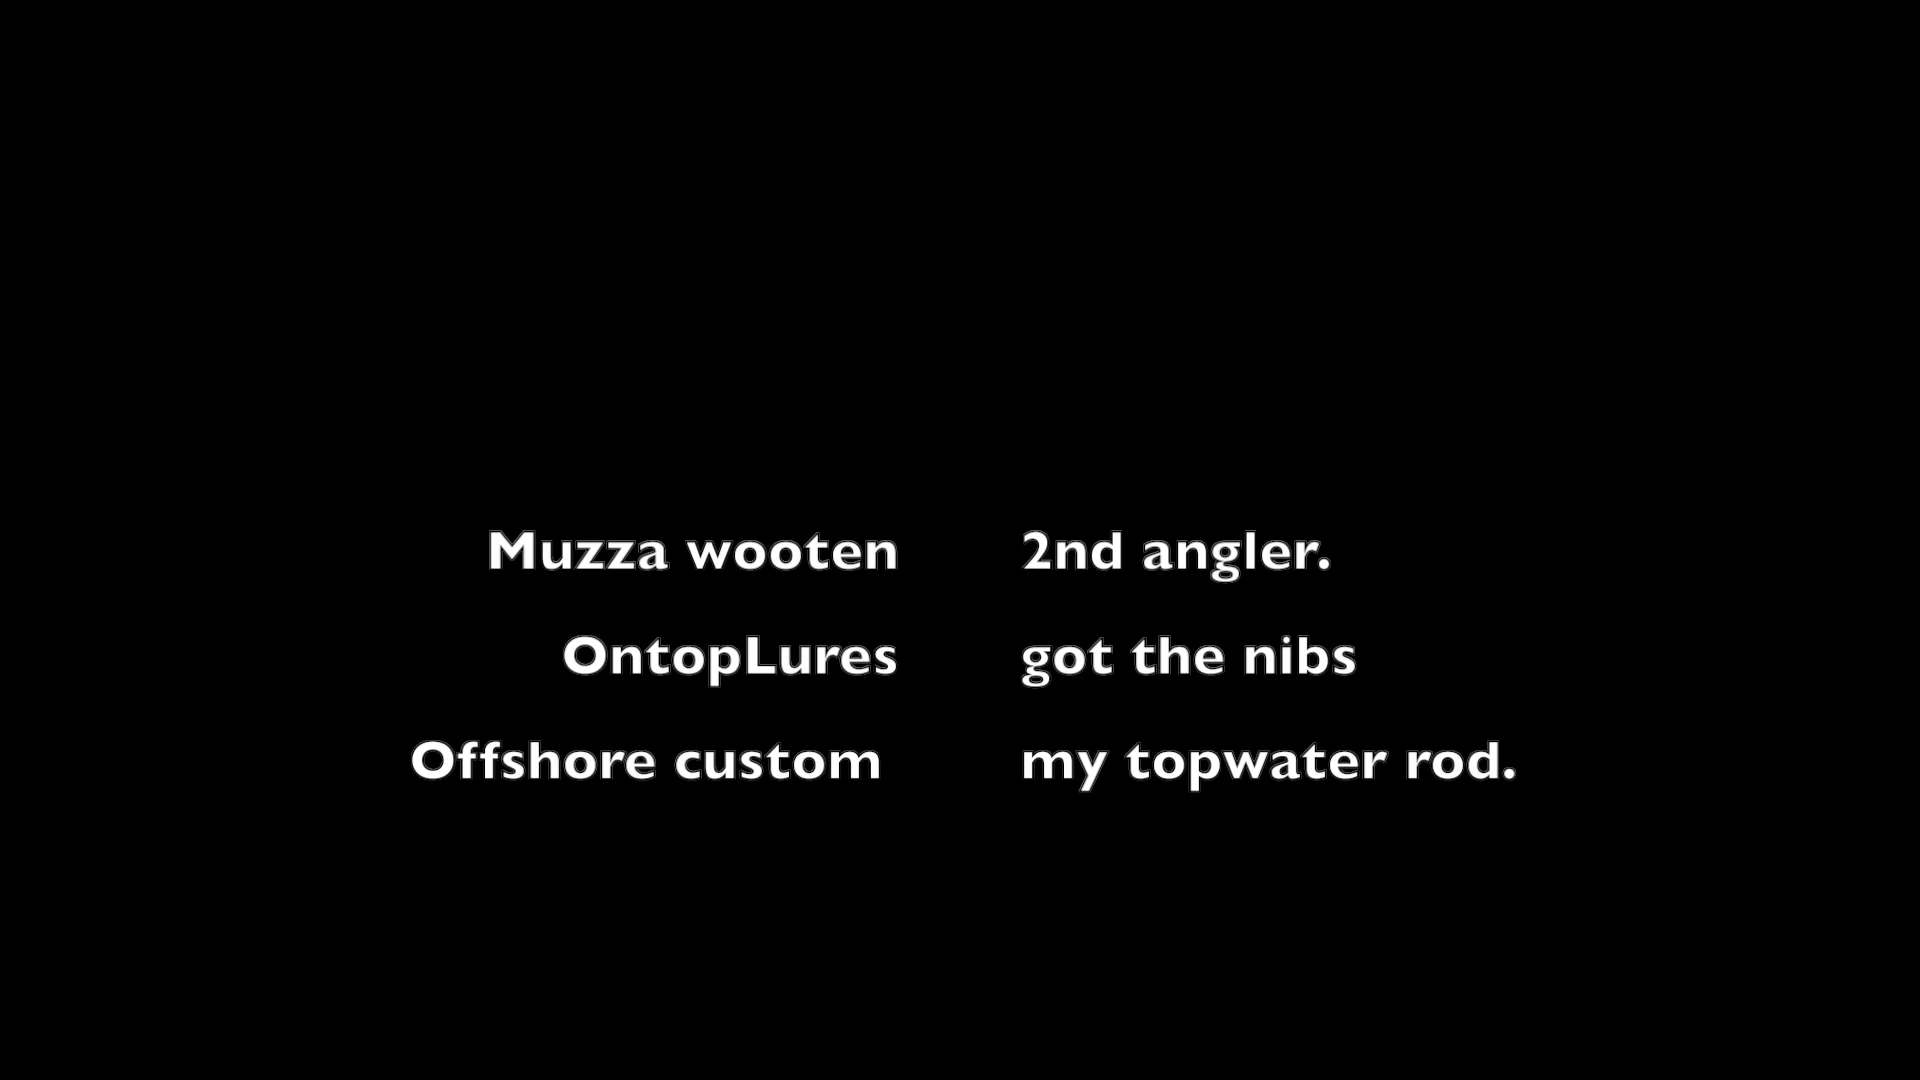 Muzza wooten 2nd angler.
OntopLures got the nibs
Offshore custom my topwater rod.